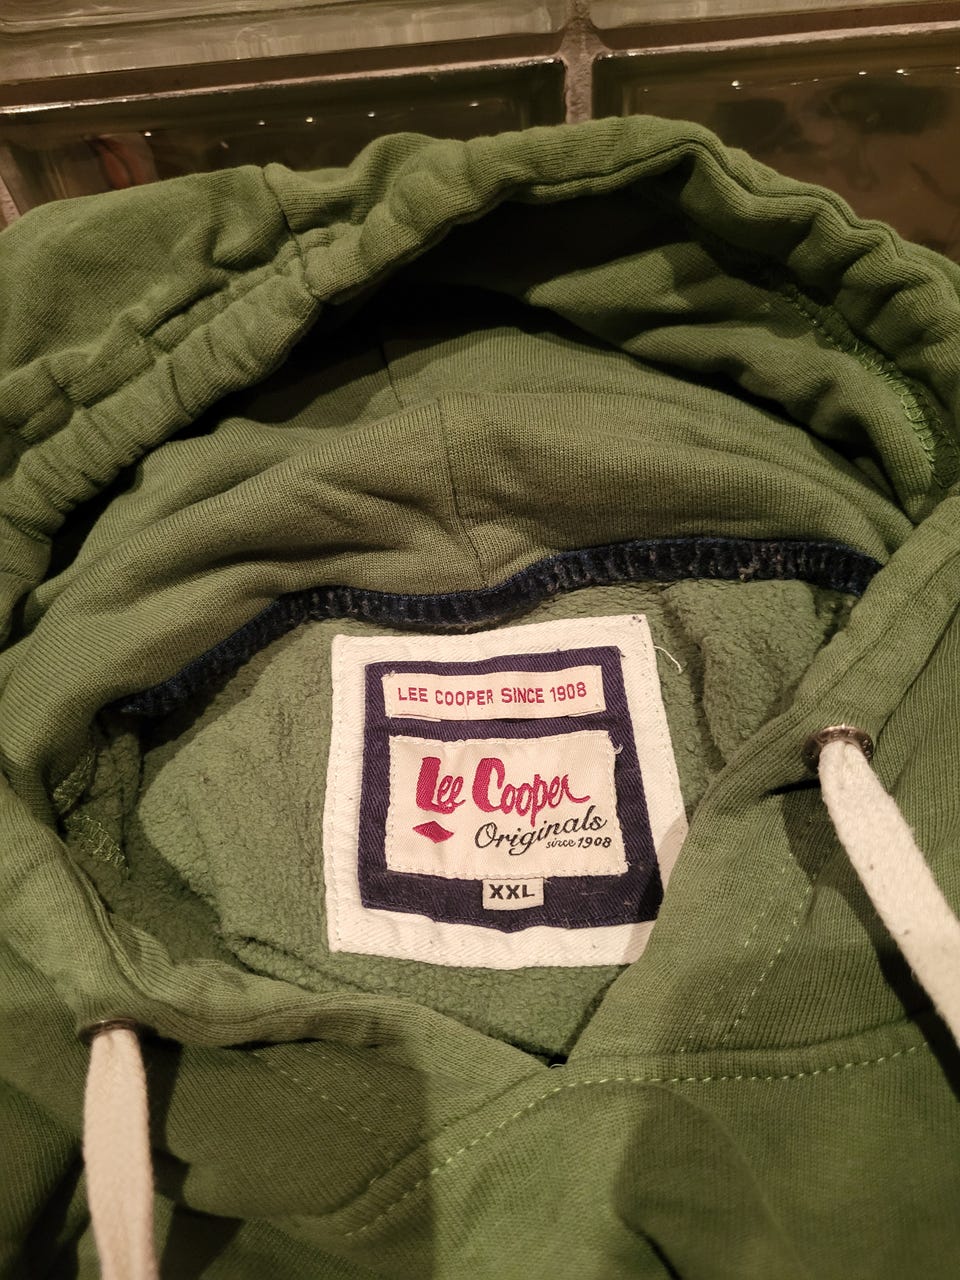 LEE COOPER SINCE 1908
Lee Cooper
Originals
since 1908
XXL